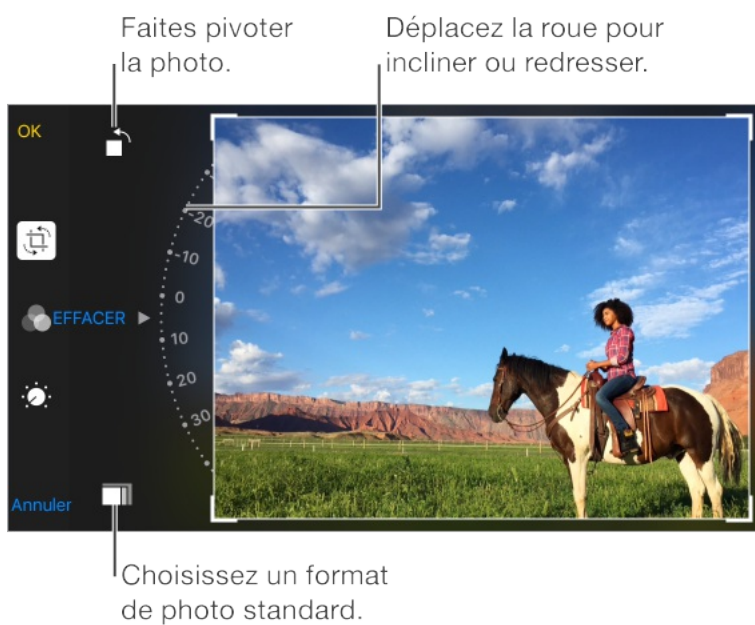 Faites pivoter
la photo.
Déplacez la roue pour
incliner ou redresser.
OK
-20
-10
0
EFFACER
10
20
30
Annuler
Choisissez un format
de photo standard.